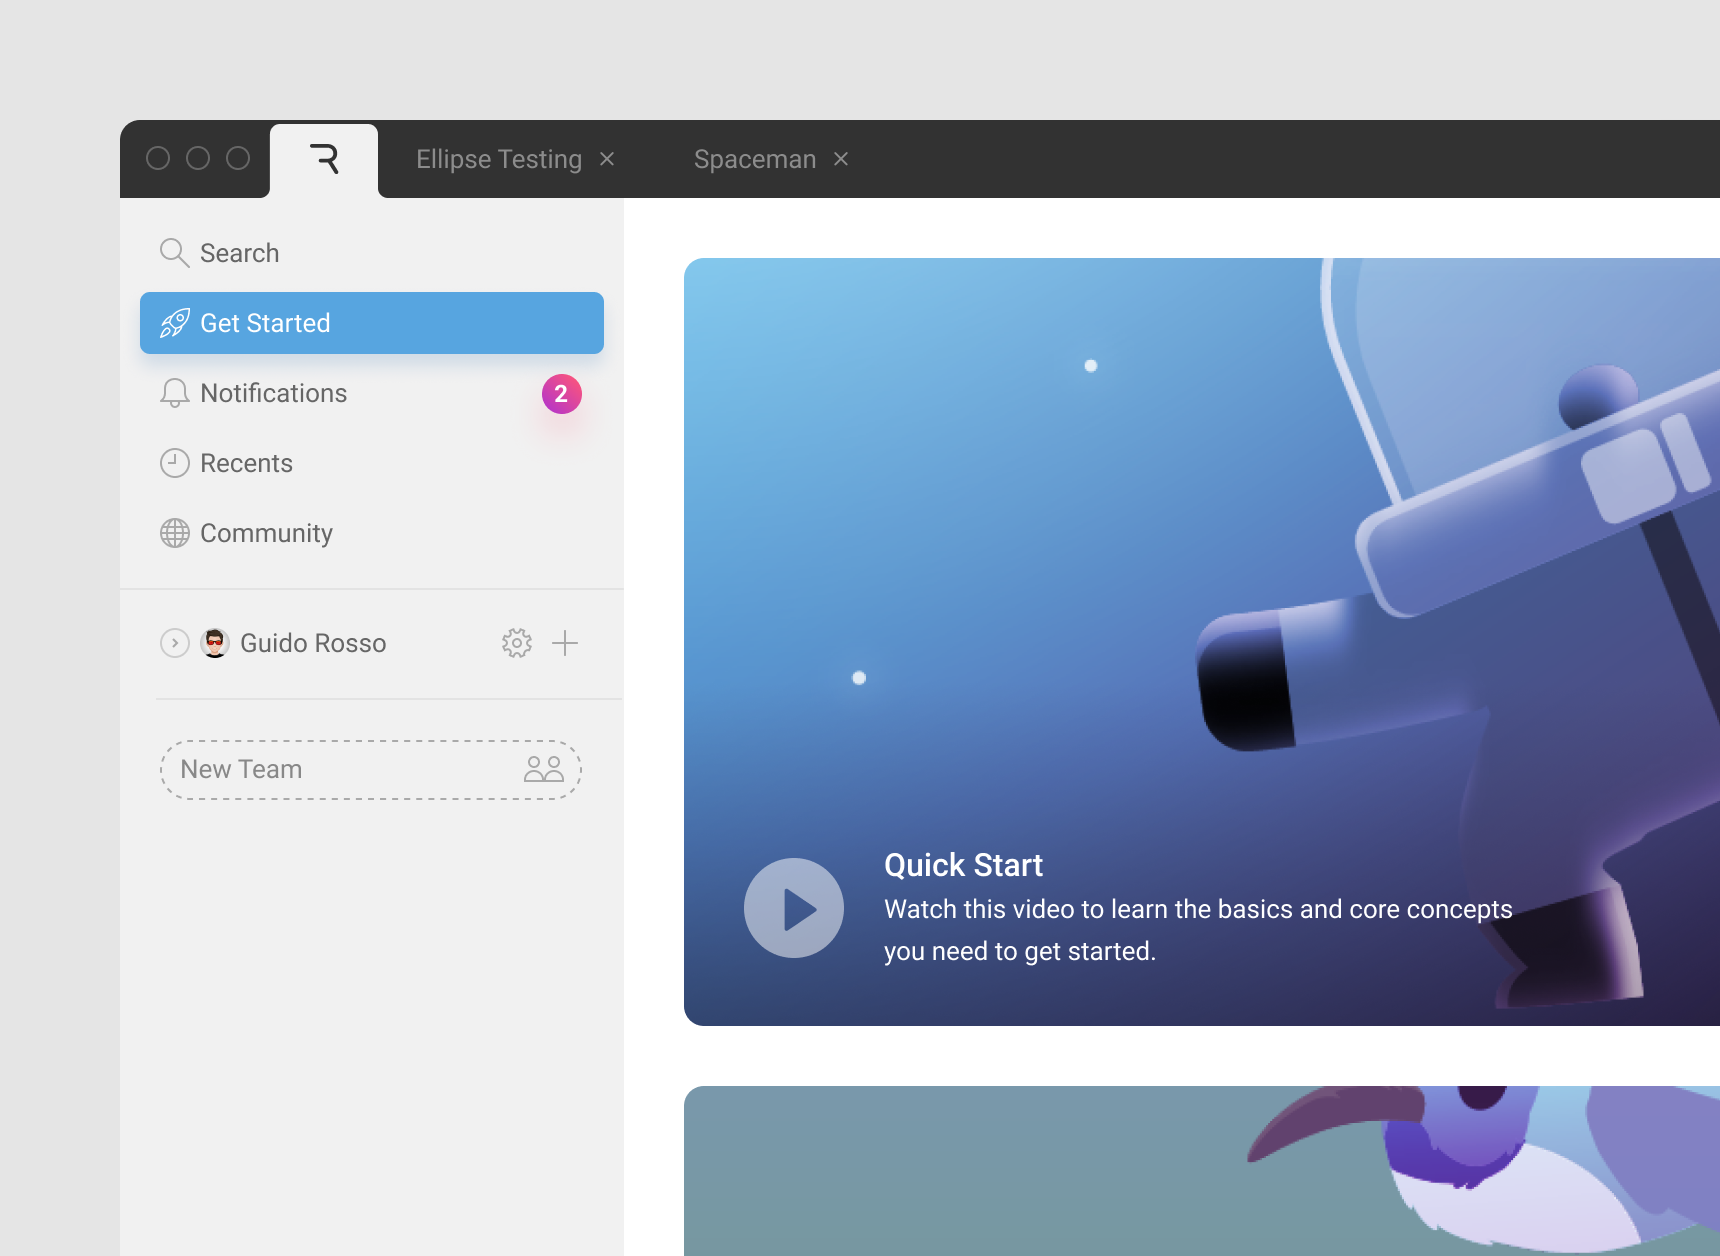 Ellipse Testing
Spaceman
Search
Get Started
Notifications 2
Recents
Community
Guido Rosso
New Team
Quick Start
Watch this video to learn the basics and core concepts
you need to get started.